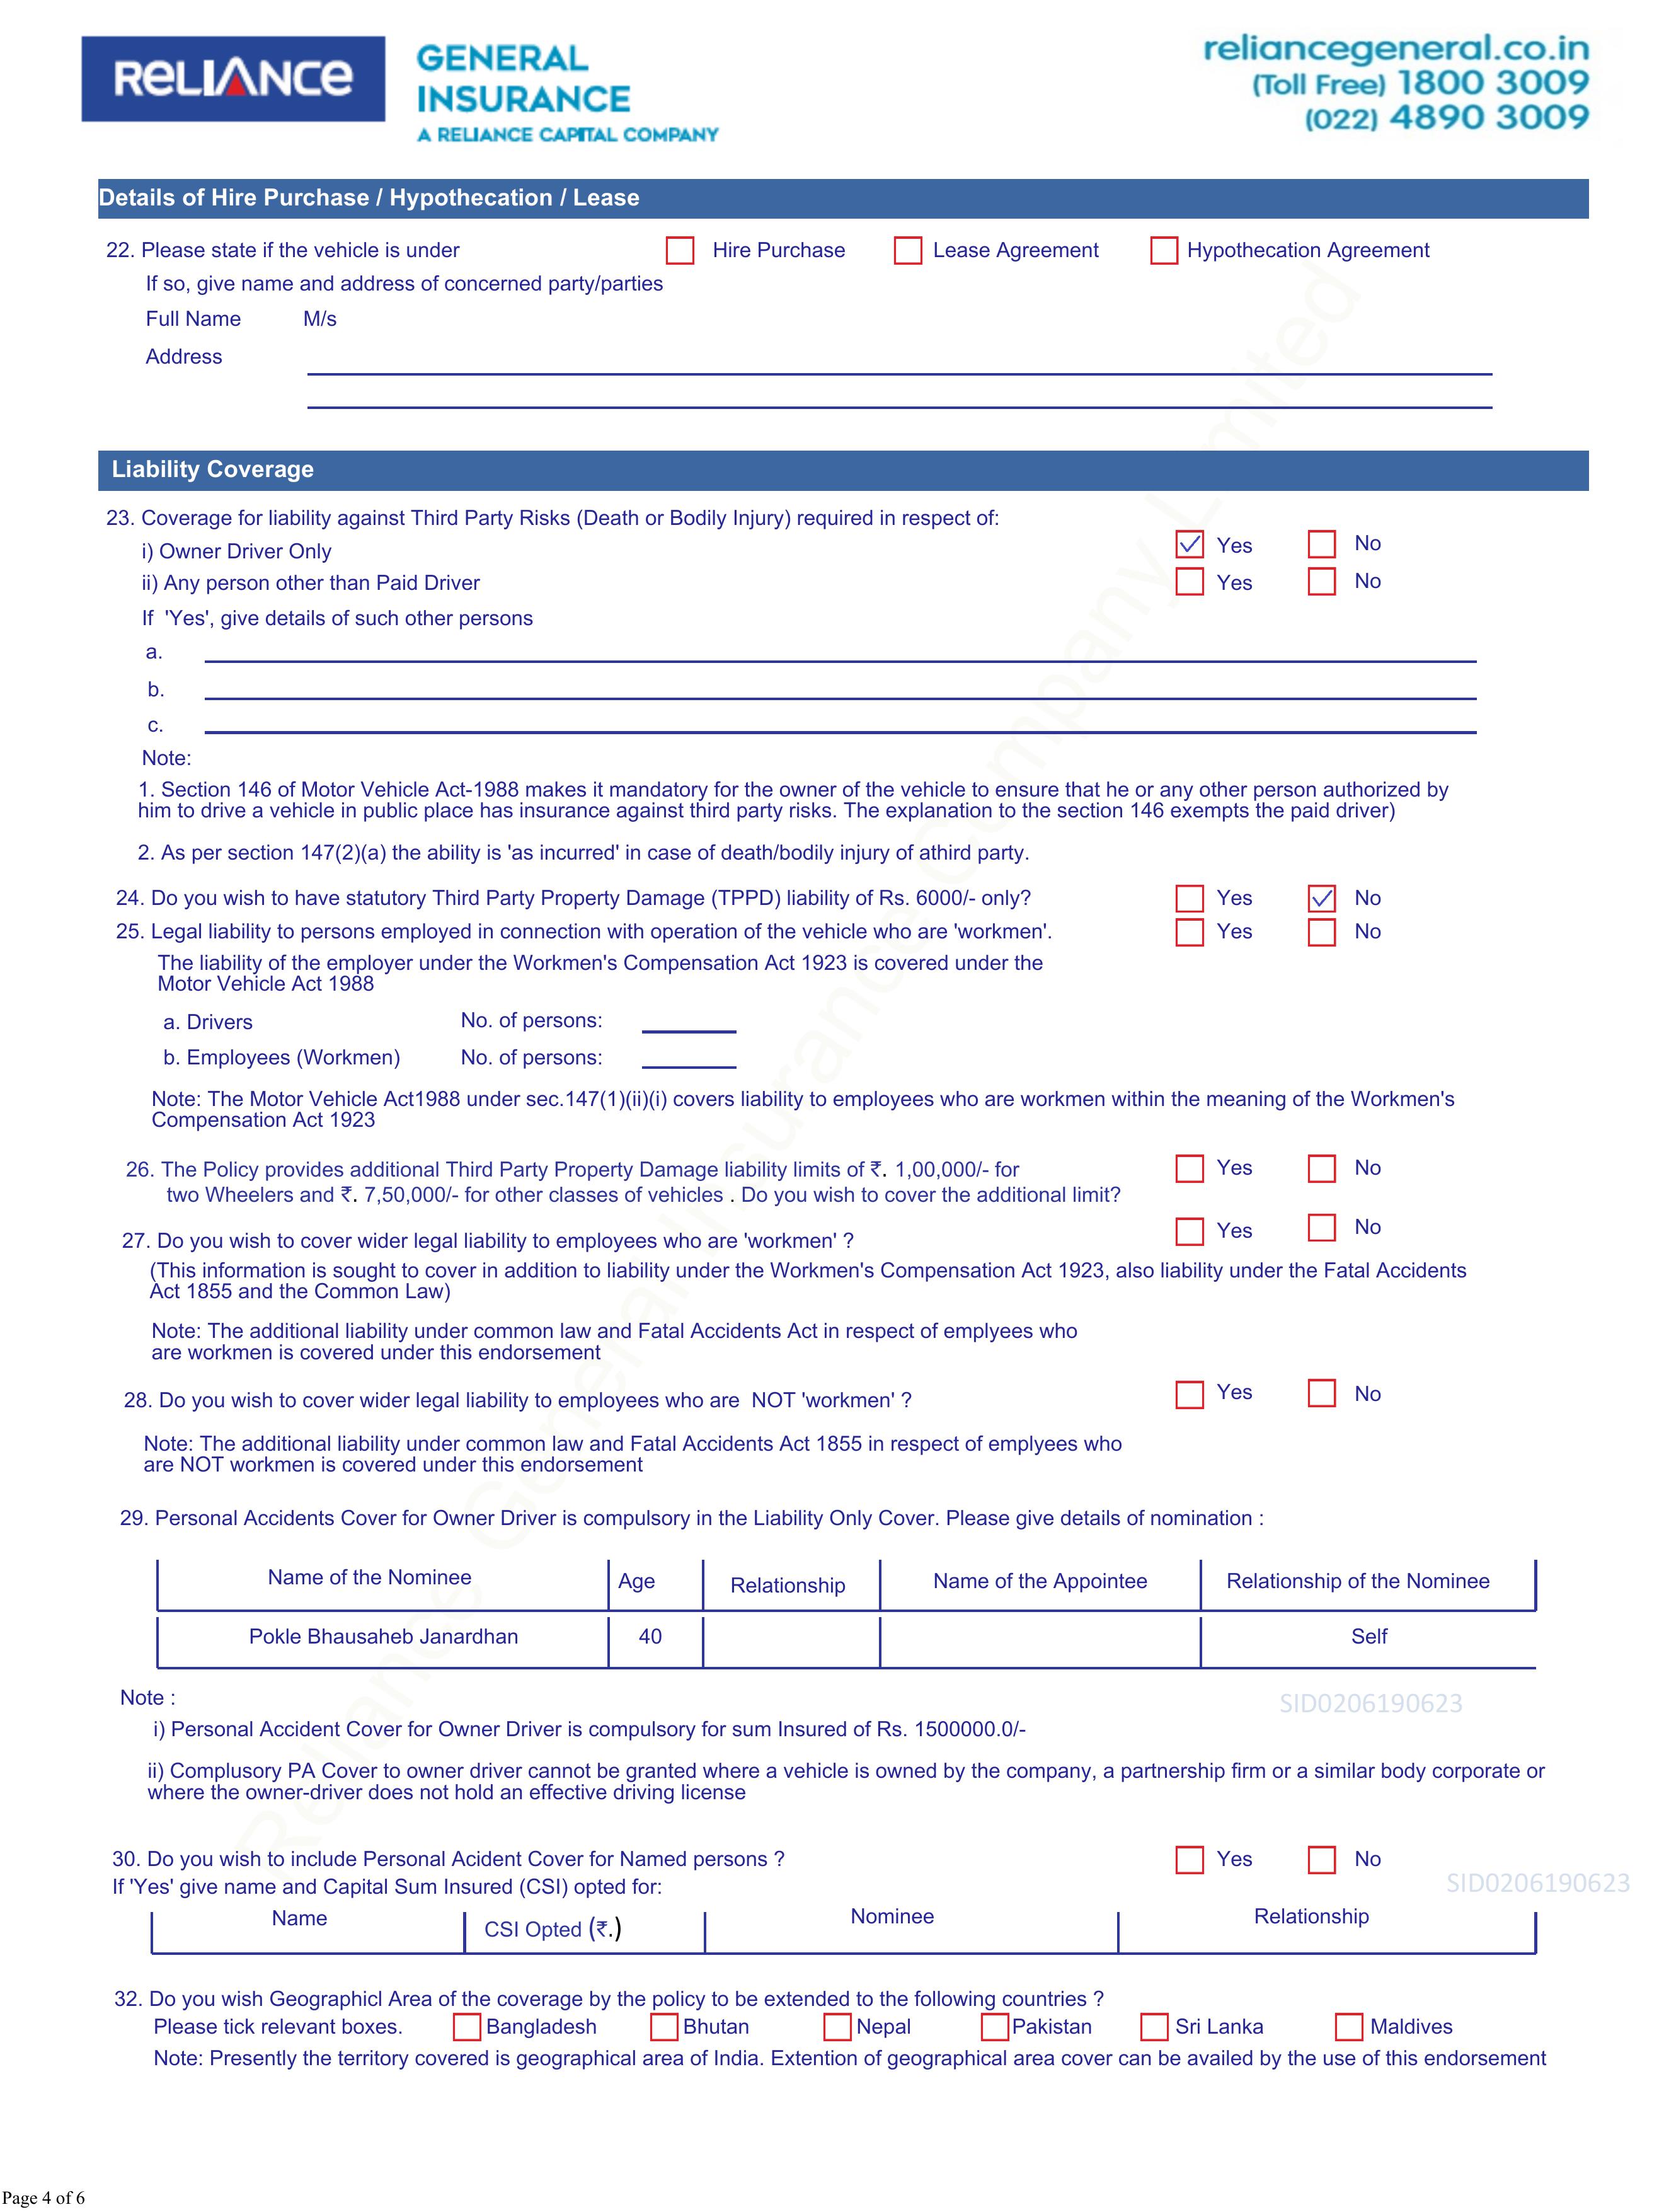 RELIANCE
GENERAL
INSURANCE
A RELIANCE CAPITAL COMPANY
reliancegeneral.co.in
(Toll Free) 1800 3009
(022) 4890 3009
Details of Hire Purchase / Hypothecation / Lease
22. Please state if the vehicle is under Hire Purchase Lease Agreement Hypothecation Agreement
If so, give name and address of concerned party/parties
Full Name M/s
Address
Liability Coverage
23. Coverage for liability against Third Party Risks (Death or Bodily Injury) required in respect of:
i) Owner Driver Only Yes No
ii) Any person other than Paid Driver Yes No
If 'Yes', give details of such other persons
a.
b.
c.
Note:
1. Section 146 of Motor Vehicle Act-1988 makes it mandatory for the owner of the vehicle to ensure that he or any other person authorized by
him to drive a vehicle in public place has insurance against third party risks. The explanation to the section 146 exempts the paid driver)
2. As per section 147(2)(a) the ability is 'as incurred' in case of death/bodily injury of athird party.
24. Do you wish to have statutory Third Party Property Damage (TPPD) liability of Rs. 6000/- only? Yes No
25. Legal liability to persons employed in connection with operation of the vehicle who are 'workmen'. Yes No
The liability of the employer under the Workmen's Compensation Act 1923 is covered under the
Motor Vehicle Act 1988
a. Drivers No. of persons:
b. Employees (Workmen) No. of persons:
Note: The Motor Vehicle Act1988 under sec.147(1)(ii)(i) covers liability to employees who are workmen within the meaning of the Workmen's
Compensation Act 1923
26. The Policy provides additional Third Party Property Damage liability limits of ₹. 1,00,000/- for Yes No
two Wheelers and ₹. 7,50,000/- for other classes of vehicles . Do you wish to cover the additional limit?
27. Do you wish to cover wider legal liability to employees who are 'workmen' ? Yes No
(This information is sought to cover in addition to liability under the Workmen's Compensation Act 1923, also liability under the Fatal Accidents
Act 1855 and the Common Law)
Note: The additional liability under common law and Fatal Accidents Act in respect of emplyees who
are workmen is covered under this endorsement
28. Do you wish to cover wider legal liability to employees who are NOT 'workmen' ? Yes No
Note: The additional liability under common law and Fatal Accidents Act 1855 in respect of emplyees who
are NOT workmen is covered under this endorsement
29. Personal Accidents Cover for Owner Driver is compulsory in the Liability Only Cover. Please give details of nomination :
Name of the Nominee Age Relationship Name of the Appointee Relationship of the Nominee
Pokle Bhausaheb Janardhan 40 Self
Note :
SID0206190623
i) Personal Accident Cover for Owner Driver is compulsory for sum Insured of Rs. 1500000.0/-
ii) Complusory PA Cover to owner driver cannot be granted where a vehicle is owned by the company, a partnership firm or a similar body corporate or
where the owner-driver does not hold an effective driving license
30. Do you wish to include Personal Acident Cover for Named persons ? Yes No
SID0206190623
If 'Yes' give name and Capital Sum Insured (CSI) opted for:
Name CSI Opted (₹.) Nominee Relationship
32. Do you wish Geographicl Area of the coverage by the policy to be extended to the following countries ?
Please tick relevant boxes. Bangladesh Bhutan Nepal Pakistan Sri Lanka Maldives
Note: Presently the territory covered is geographical area of India. Extention of geographical area cover can be availed by the use of this endorsement
Reliance General Insurance Company Limited
Page 4 of 6